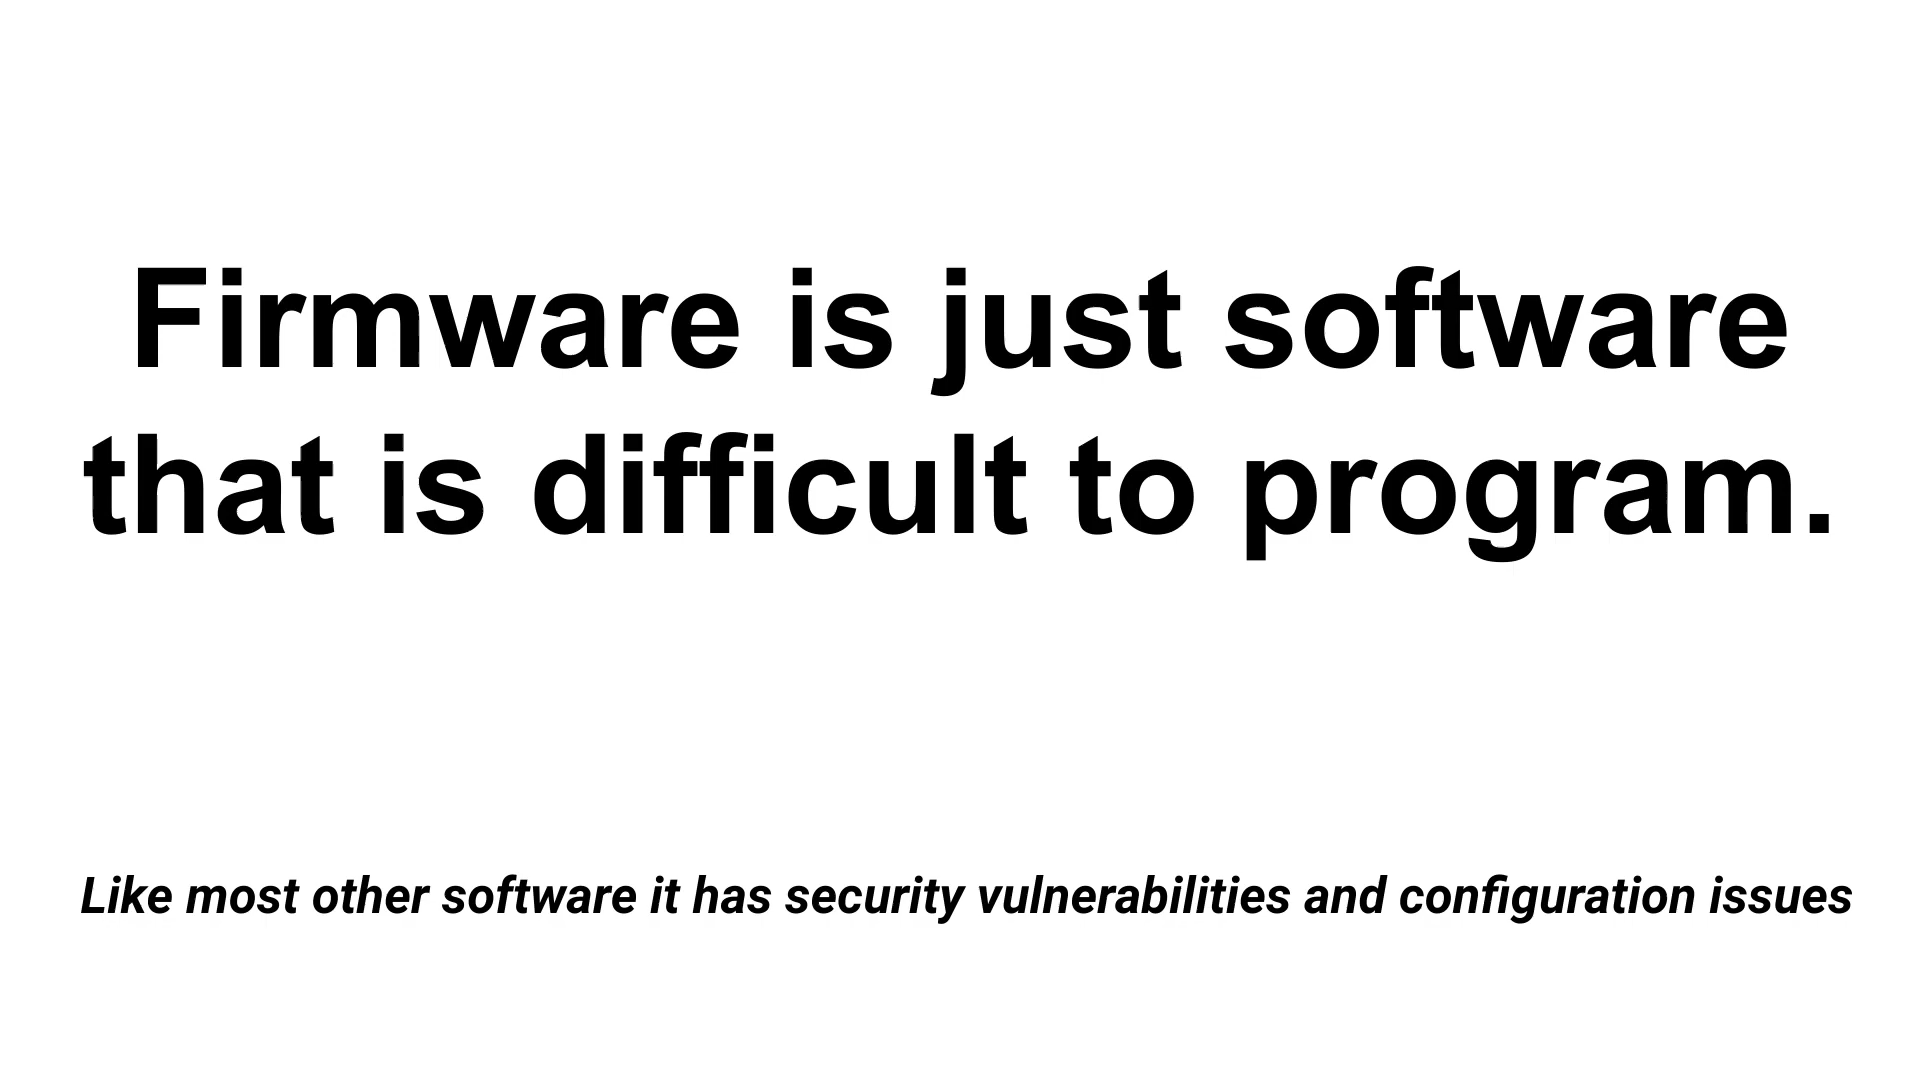 Firmware is just software
that is difficult to program.
Like most other software it has security vulnerabilities and configuration issues